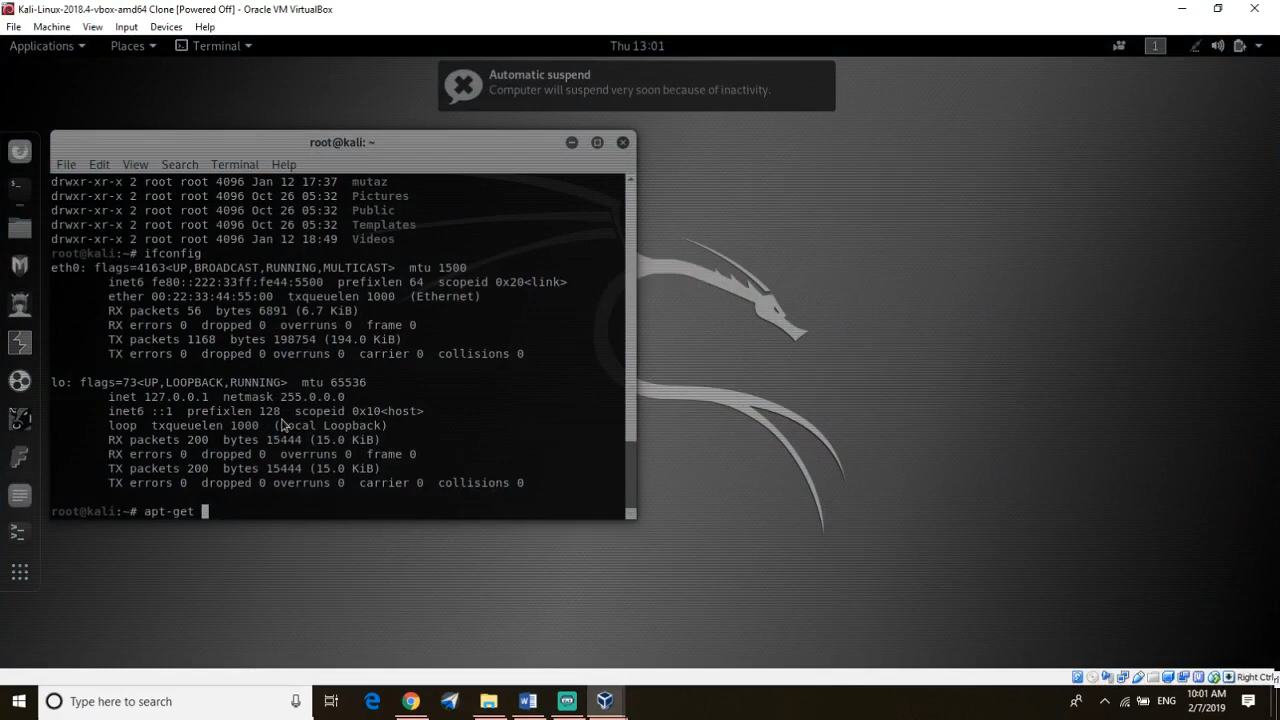 Kali-Linux-2018.4-vbox-amd64 Clone [Powered Off] - Oracle VM VirtualBox
File Machine View Input Devices Help
Applications Places Terminal Thu 13:01 1
Automatic suspend
Computer will suspend very soon because of inactivity.
root@kali: ~
File Edit View Search Terminal Help
drwxr-xr-x 2 root root 4096 Jan 12 17:37 mutaz
drwxr-xr-x 2 root root 4096 Oct 26 05:32 Pictures
drwxr-xr-x 2 root root 4096 Oct 26 05:32 Public
drwxr-xr-x 2 root root 4096 Oct 26 05:32 Templates
drwxr-xr-x 2 root root 4096 Jan 12 18:49 Videos
root@kali:~# ifconfig
eth0: flags=4163<UP,BROADCAST,RUNNING,MULTICAST> mtu 1500
inet6 fe80::222:33ff:fe44:5500 prefixlen 64 scopeid 0x20<link>
ether 00:22:33:44:55:00 txqueuelen 1000 (Ethernet)
RX packets 56 bytes 6891 (6.7 KiB)
RX errors 0 dropped 0 overruns 0 frame 0
TX packets 1168 bytes 198754 (194.0 KiB)
TX errors 0 dropped 0 overruns 0 carrier 0 collisions 0
lo: flags=73<UP,LOOPBACK,RUNNING> mtu 65536
inet 127.0.0.1 netmask 255.0.0.0
inet6 ::1 prefixlen 128 scopeid 0x10<host>
loop txqueuelen 1000 (Local Loopback)
RX packets 200 bytes 15444 (15.0 KiB)
RX errors 0 dropped 0 overruns 0 frame 0
TX packets 200 bytes 15444 (15.0 KiB)
TX errors 0 dropped 0 overruns 0 carrier 0 collisions 0
root@kali:~# apt-get
Right Ctrl
Type here to search
ENG
10:01 AM
2/7/2019